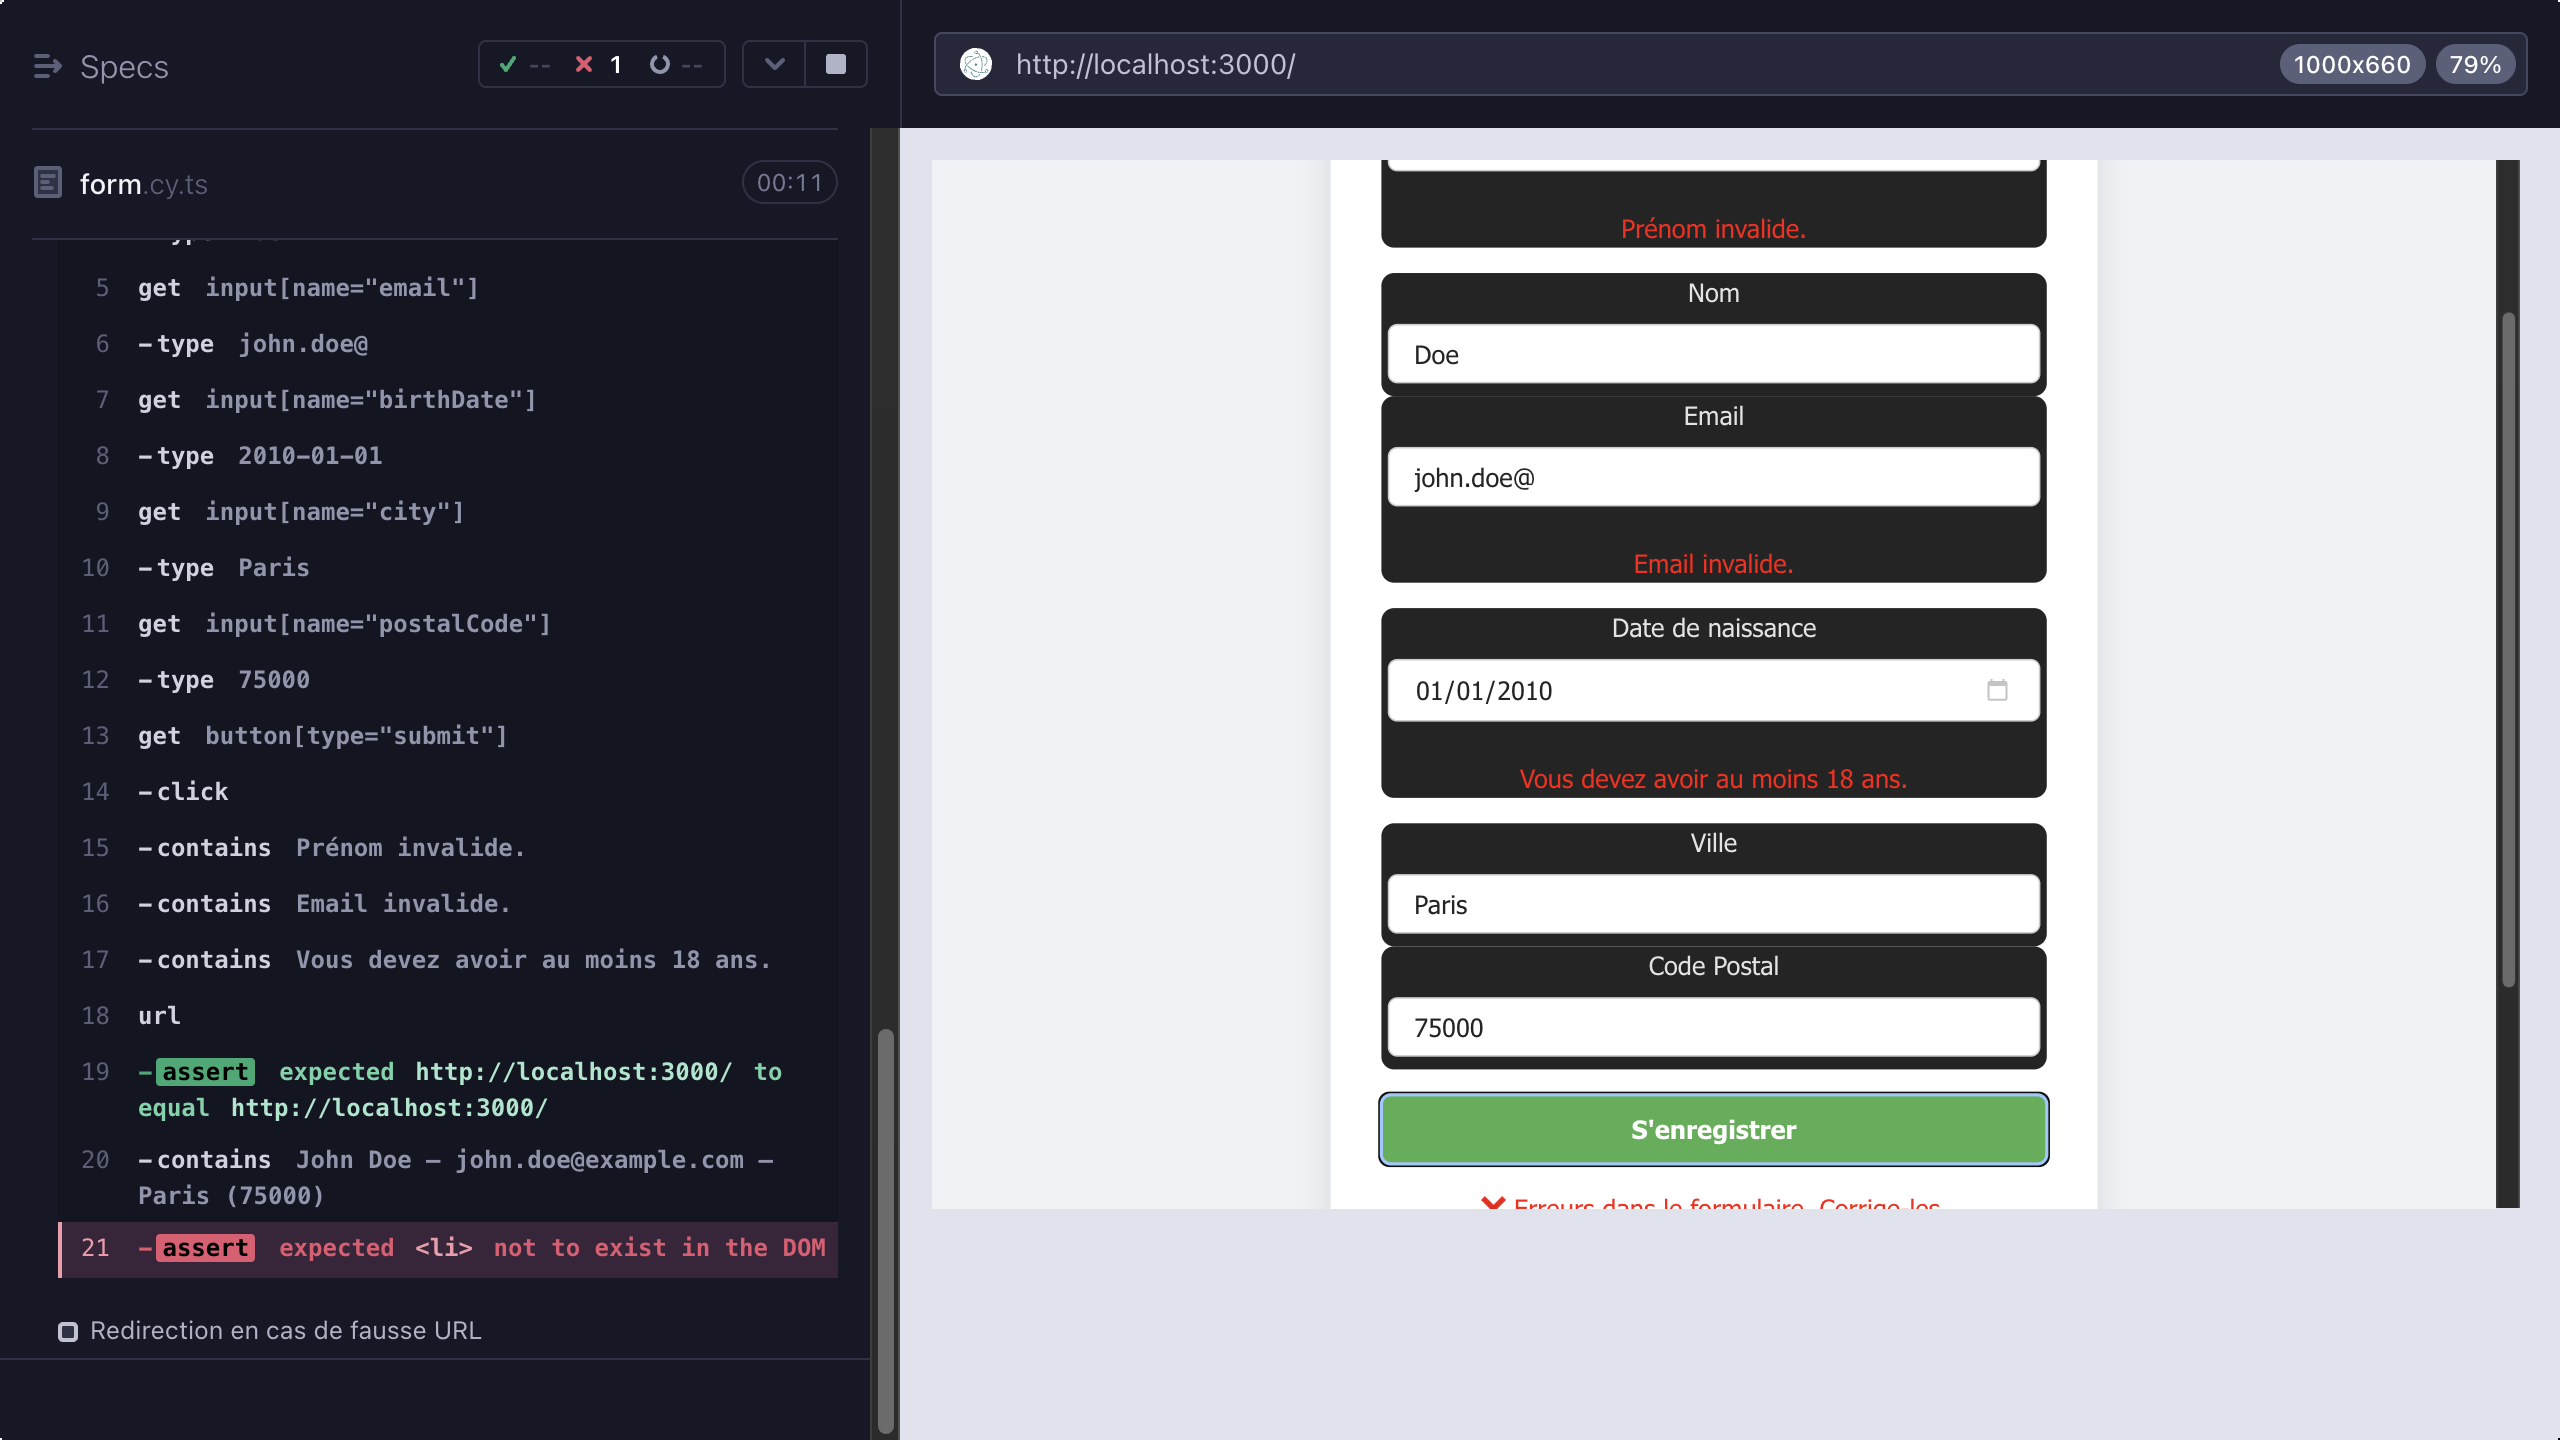 Specs
-- 1 --
form.cy.ts
00:11
5 get input[name="email"]
6 -type john.doe@
7 get input[name="birthDate"]
8 -type 2010-01-01
9 get input[name="city"]
10 -type Paris
11 get input[name="postalCode"]
12 -type 75000
13 get button[type="submit"]
14 -click
15 -contains Prénom invalide.
16 -contains Email invalide.
17 -contains Vous devez avoir au moins 18 ans.
18 url
19 -assert expected http://localhost:3000/ to
equal http://localhost:3000/
20 -contains John Doe – john.doe@example.com –
Paris (75000)
21 -assert expected <li> not to exist in the DOM
Redirection en cas de fausse URL
http://localhost:3000/
1000x660 79%
Prénom invalide.
Nom
Doe
Email
john.doe@
Email invalide.
Date de naissance
01/01/2010
Vous devez avoir au moins 18 ans.
Ville
Paris
Code Postal
75000
S'enregistrer
Erreurs dans le formulaire. Corrige-les